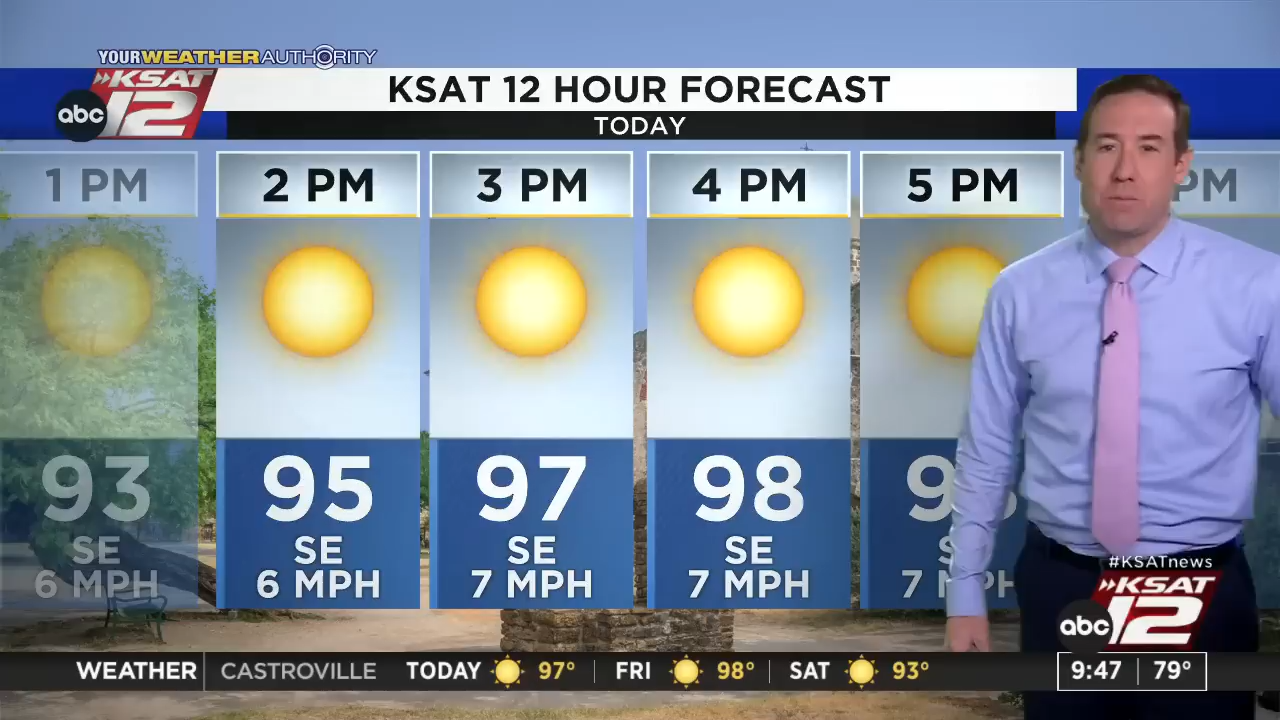 YOURWEATHERAUTHORITY
KSAT
abc 12
KSAT 12 HOUR FORECAST
TODAY
1 PM 2 PM 3 PM 4 PM 5 PM PM
93 95 97 98
SE SE SE SE
6 MPH 6 MPH 7 MPH 7 MPH 7
#KSATnews
KSAT
abc 12
WEATHER CASTROVILLE TODAY 97° FRI 98° SAT 93° 9:47 79°